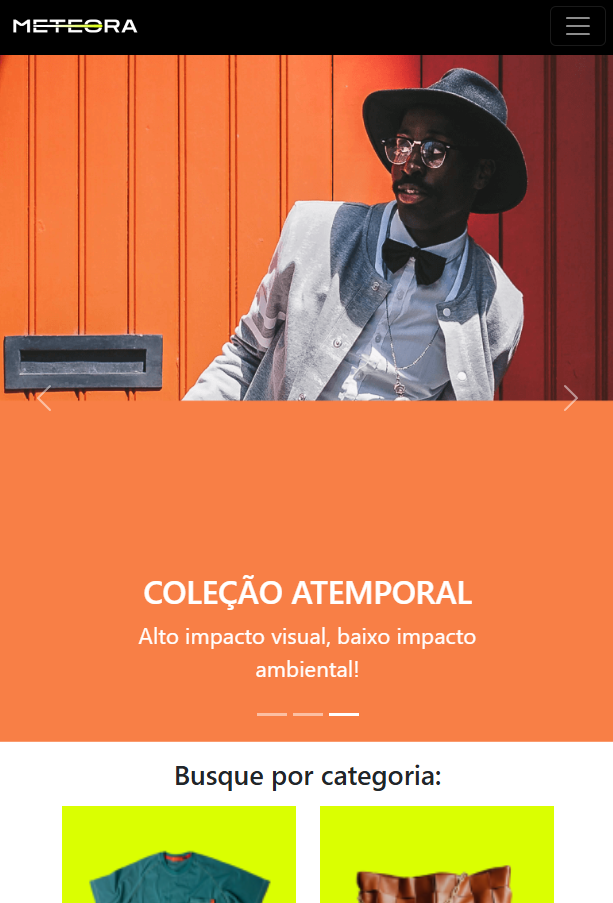 METEORA
COLEÇÃO ATEMPORAL
Alto impacto visual, baixo impacto
ambiental!
Busque por categoria: